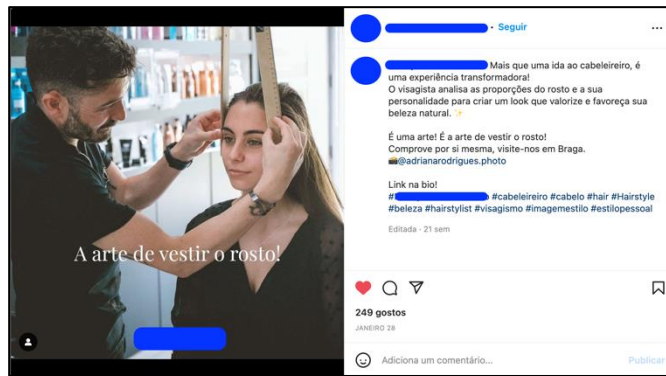 A arte de vestir o rosto!
• Seguir
Mais que uma ida ao cabeleireiro, é
uma experiência transformadora!
O visagista analisa as proporções do rosto e a sua
personalidade para criar um look que valorize e favoreça sua
beleza natural. ✨
É uma arte! É a arte de vestir o rosto!
Comprove por si mesma, visite-nos em Braga.
📸@adrianarodrigues.photo
Link na bio!
#cabeleireiro #cabelo #hair #Hairstyle
#beleza #hairstylist #visagismo #imagemestilo #estilopessoal
Editada · 21 sem
249 gostos
JANEIRO 28
Adiciona um comentário...
Publicar